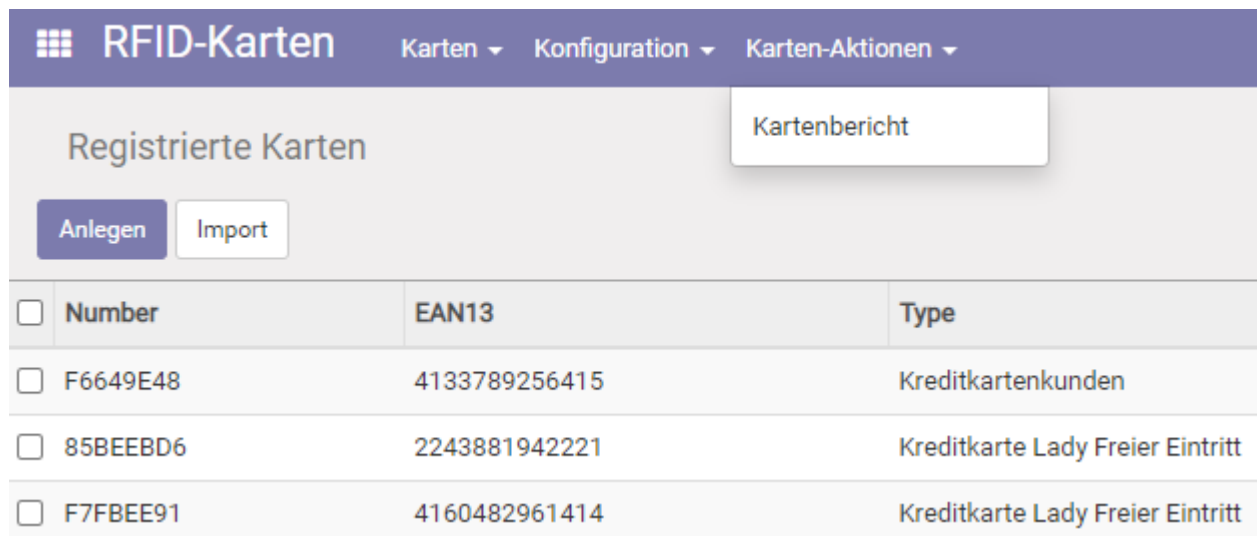 RFID-Karten Karten Konfiguration Karten-Aktionen
Kartenbericht
Registrierte Karten
Anlegen Import
Number EAN13 Type
F6649E48 4133789256415 Kreditkartenkunden
85BEEBD6 2243881942221 Kreditkarte Lady Freier Eintritt
F7FBEE91 4160482961414 Kreditkarte Lady Freier Eintritt